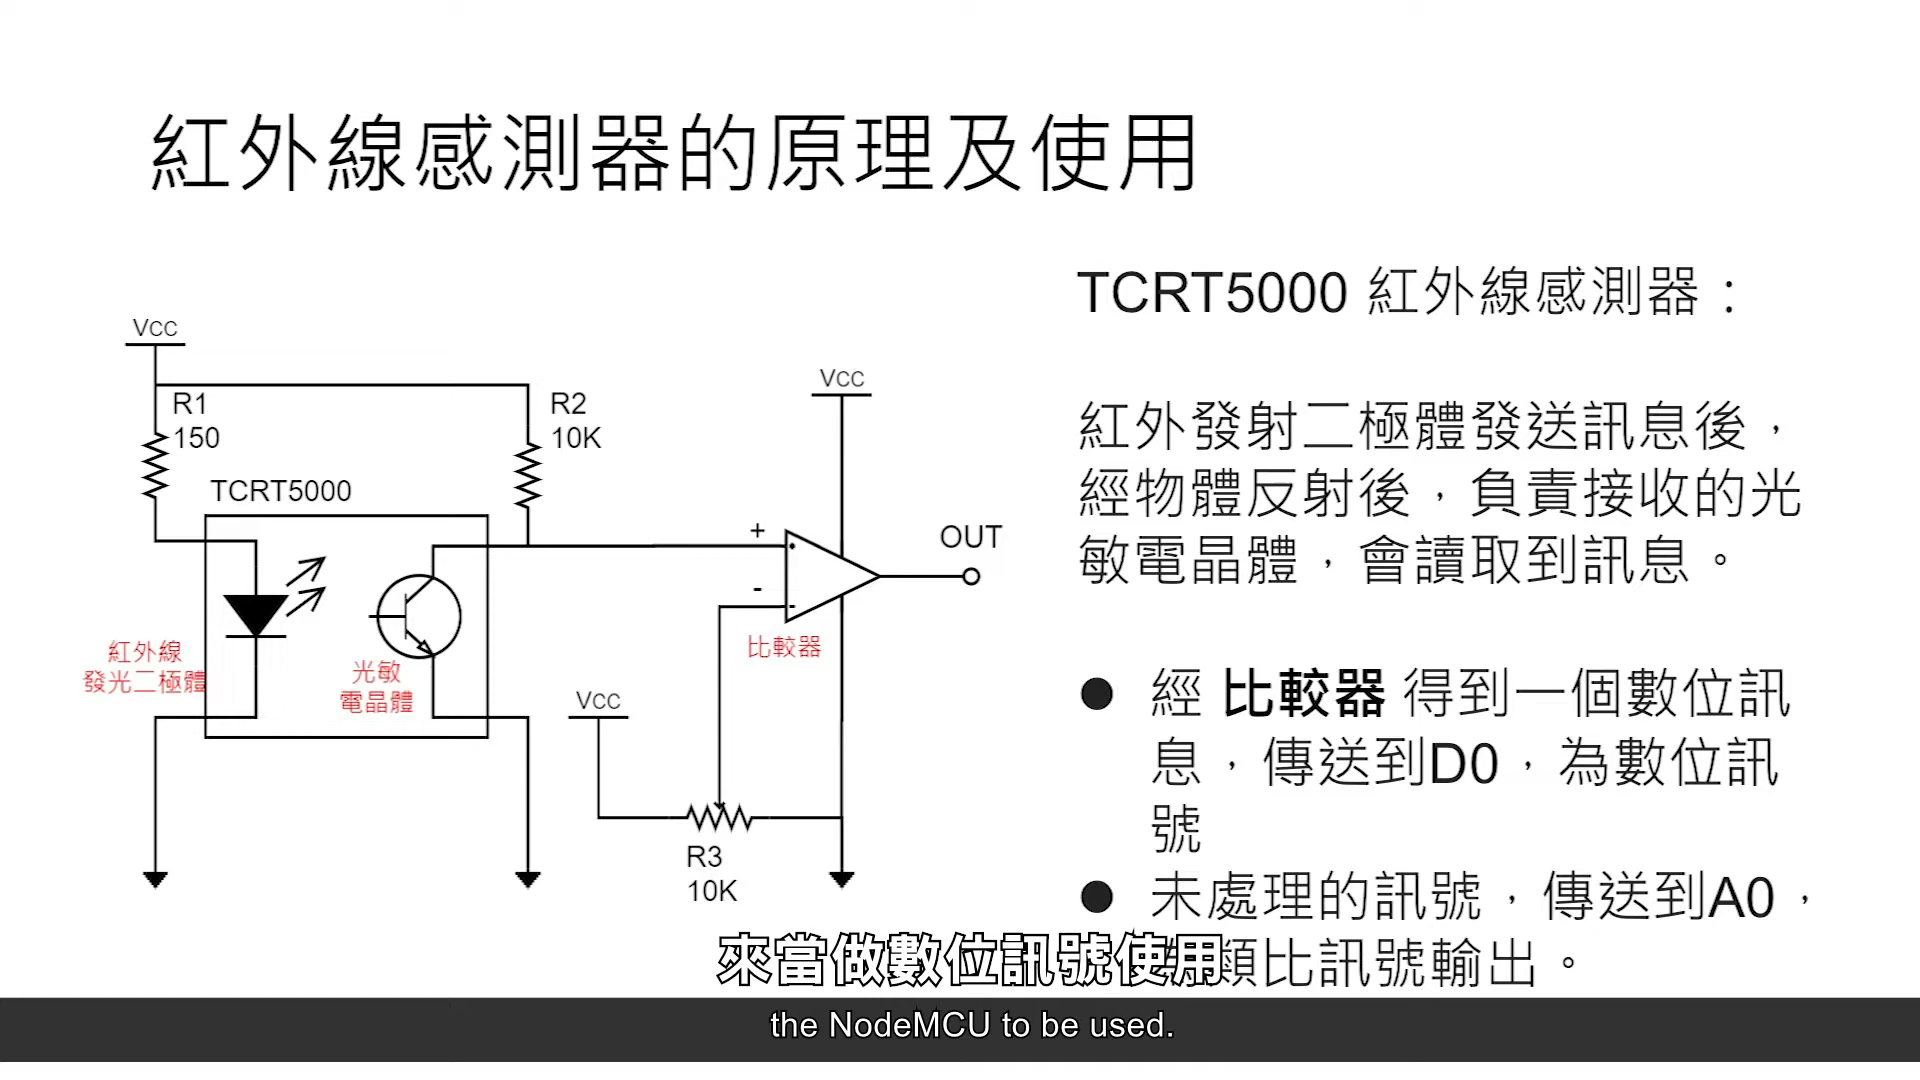 紅外線感測器的原理及使用
TCRT5000 紅外線感測器：
紅外發射二極體發送訊息後，
經物體反射後，負責接收的光
敏電晶體，會讀取到訊息。
● 經 比較器 得到一個數位訊
息，傳送到D0，為數位訊
號
● 未處理的訊號，傳送到A0，
類比訊號輸出。
Vcc
R1
150
R2
10K
TCRT5000
紅外線
發光二極體
光敏
電晶體
Vcc
+
-
比較器
OUT
Vcc
R3
10K
來當做數位訊號使用
the NodeMCU to be used.